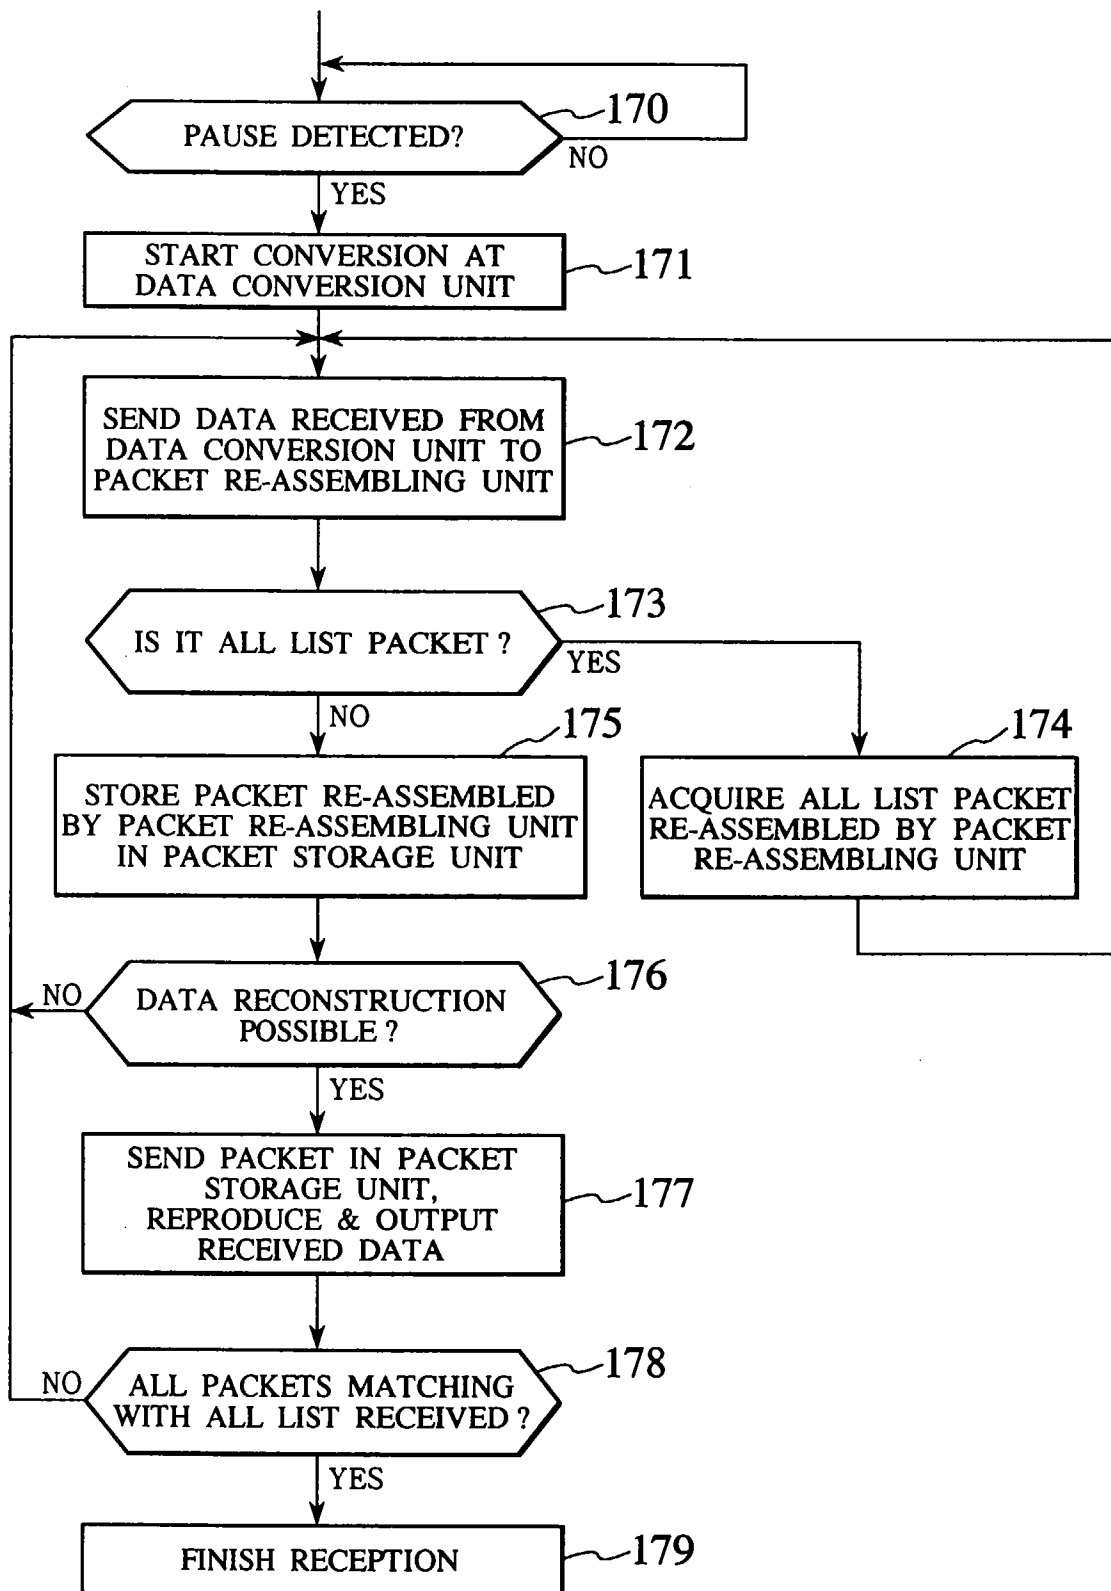 170
PAUSE DETECTED?
NO
YES
START CONVERSION AT
DATA CONVERSION UNIT
171
SEND DATA RECEIVED FROM
DATA CONVERSION UNIT TO
PACKET RE-ASSEMBLING UNIT
172
173
IS IT ALL LIST PACKET ?
YES
NO
175
174
STORE PACKET RE-ASSEMBLED
BY PACKET RE-ASSEMBLING UNIT
IN PACKET STORAGE UNIT
ACQUIRE ALL LIST PACKET
RE-ASSEMBLED BY PACKET
RE-ASSEMBLING UNIT
176
NO
DATA RECONSTRUCTION
POSSIBLE ?
YES
SEND PACKET IN PACKET
STORAGE UNIT,
REPRODUCE & OUTPUT
RECEIVED DATA
177
178
NO
ALL PACKETS MATCHING
WITH ALL LIST RECEIVED ?
YES
FINISH RECEPTION
179